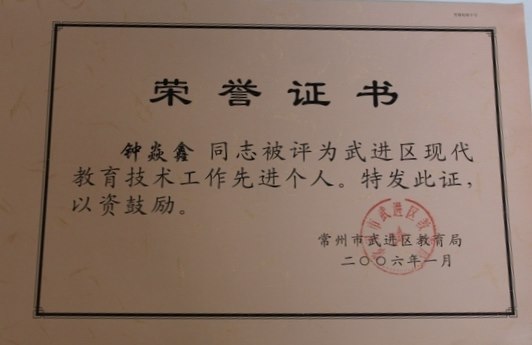 荣誉证书
钟焱鑫 同志被评为武进区现代
教育技术工作先进个人。特发此证，
以资鼓励。
常州市武进区教育局
二〇〇六年一月